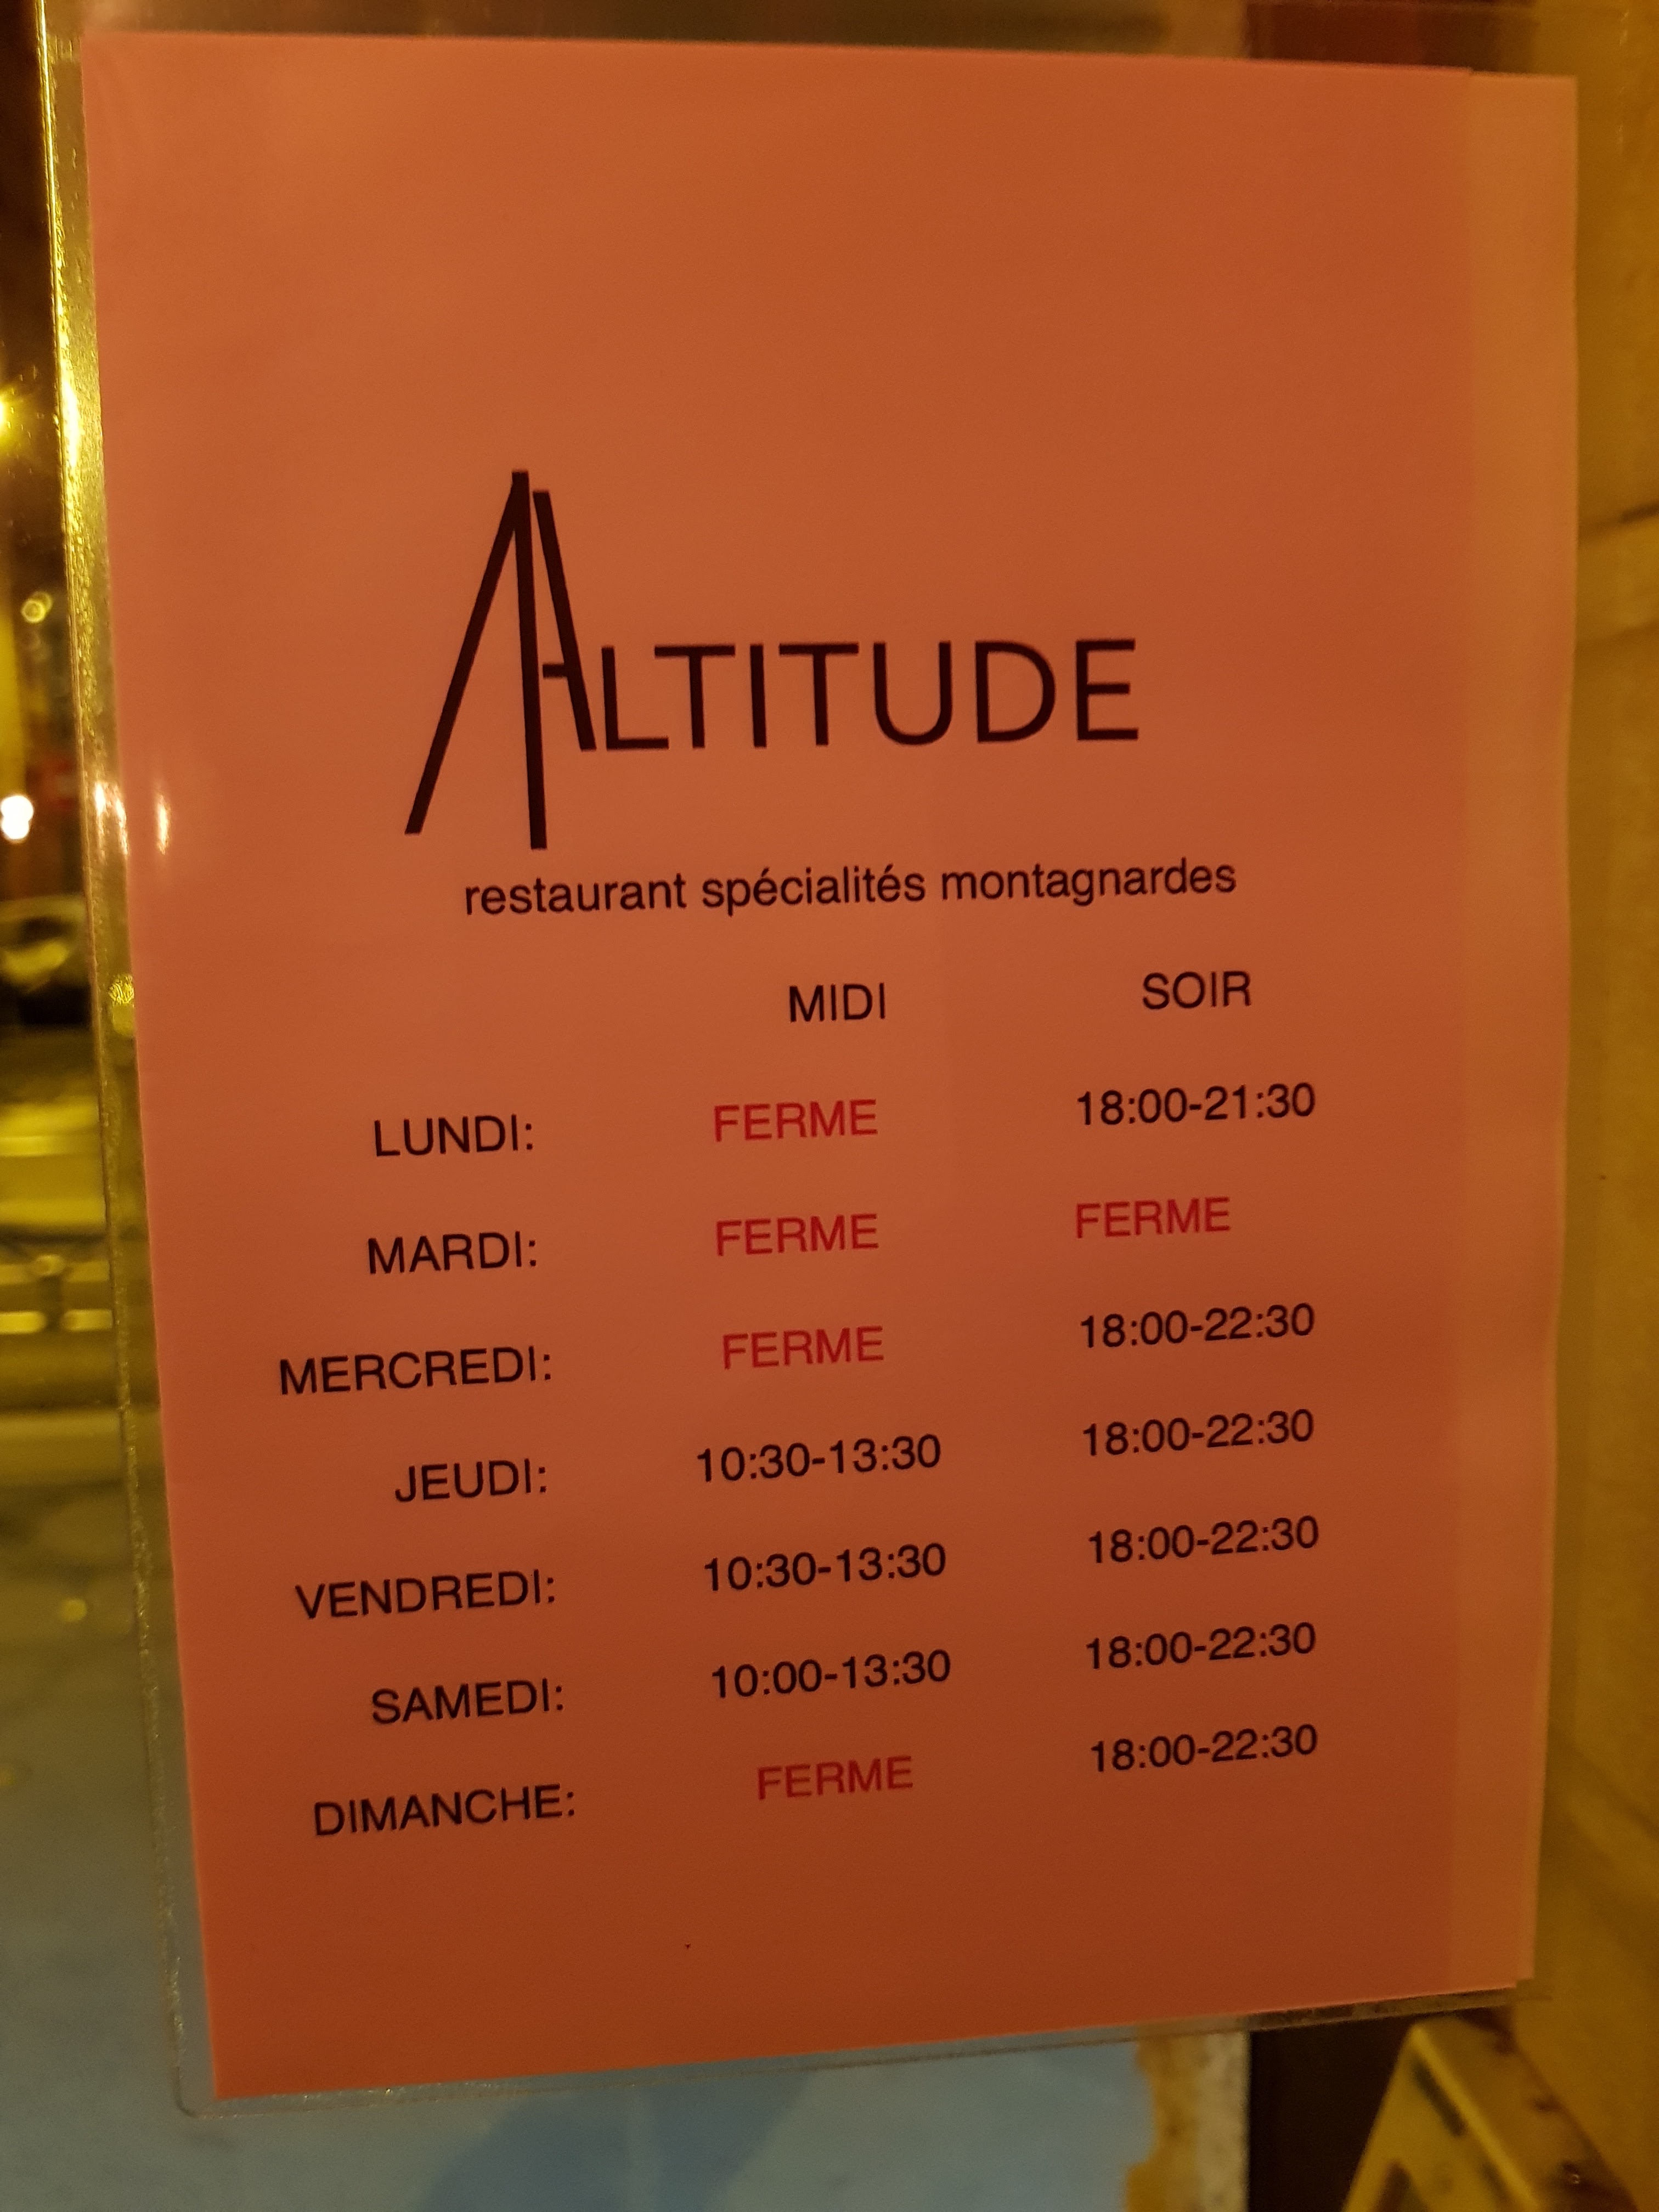 ALTITUDE
restaurant spécialités montagnardes
MIDI SOIR
LUNDI: FERME 18:00-21:30
MARDI: FERME FERME
MERCREDI: FERME 18:00-22:30
JEUDI: 10:30-13:30 18:00-22:30
VENDREDI: 10:30-13:30 18:00-22:30
SAMEDI: 10:00-13:30 18:00-22:30
DIMANCHE: FERME 18:00-22:30